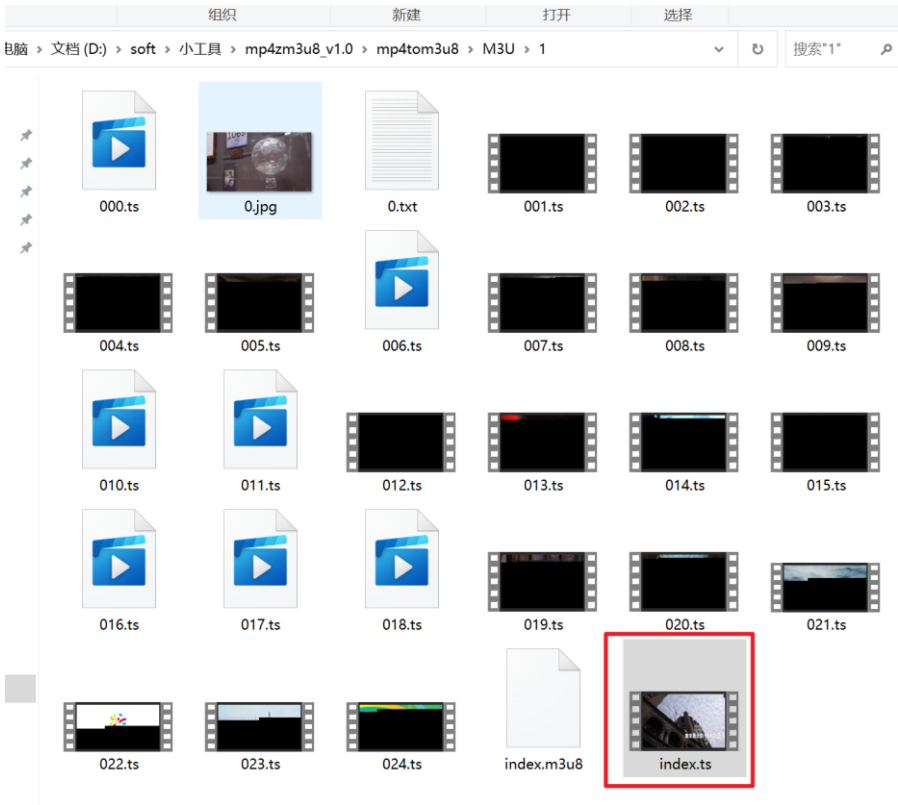 组织 新建 打开 选择
电脑 › 文档 (D:) › soft › 小工具 › mp4zm3u8_v1.0 › mp4tom3u8 › M3U › 1 搜索"1"
000.ts 0.jpg 0.txt 001.ts 002.ts 003.ts
004.ts 005.ts 006.ts 007.ts 008.ts 009.ts
010.ts 011.ts 012.ts 013.ts 014.ts 015.ts
016.ts 017.ts 018.ts 019.ts 020.ts 021.ts
022.ts 023.ts 024.ts index.m3u8 index.ts